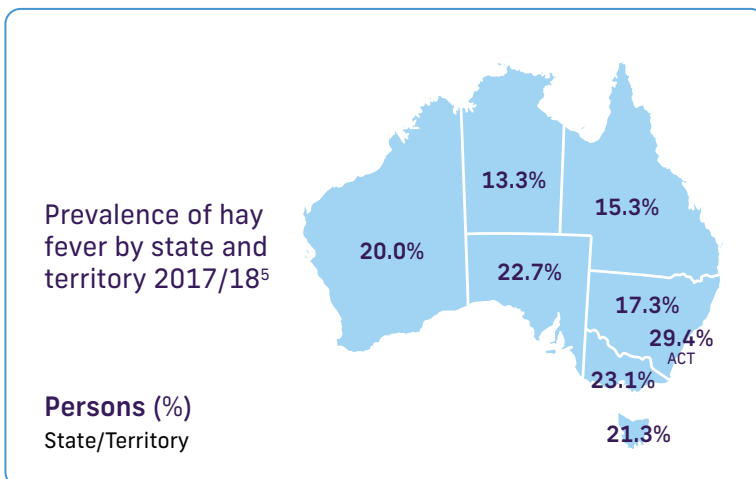 Prevalence of hay
fever by state and
territory 2017/18⁵
Persons (%)
State/Territory
13.3%
15.3%
20.0%
22.7%
17.3%
29.4%
ACT
23.1%
21.3%